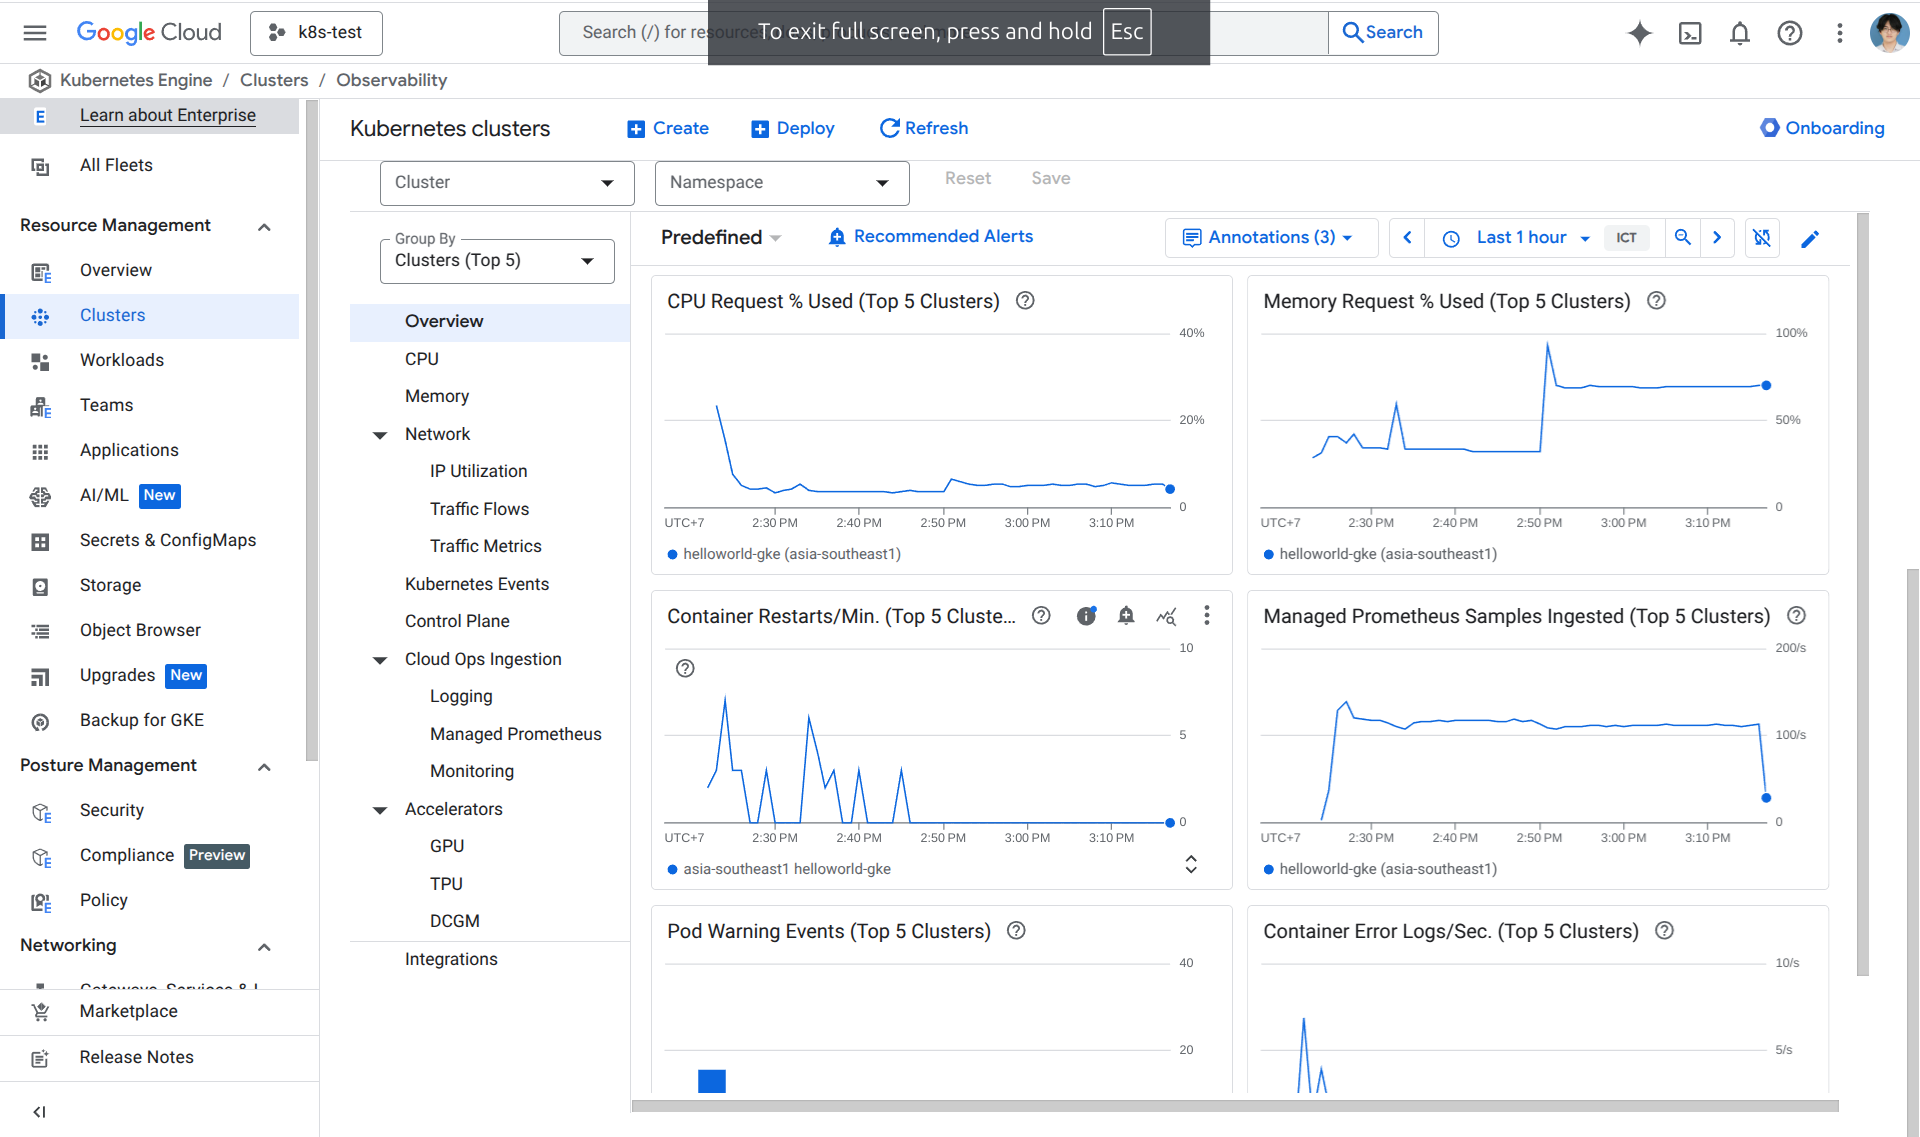 Google Cloud
k8s-test
Search (/) for resources
To exit full screen, press and hold Esc
Search
Kubernetes Engine / Clusters / Observability
E Learn about Enterprise
All Fleets
Resource Management
Overview
Clusters
Workloads
Teams
Applications
AI/ML New
Secrets & ConfigMaps
Storage
Object Browser
Upgrades New
Backup for GKE
Posture Management
Security
Compliance Preview
Policy
Networking
Marketplace
Release Notes
Kubernetes clusters
Create
Deploy
Refresh
Onboarding
Cluster
Namespace
Reset
Save
Group By
Clusters (Top 5)
Overview
CPU
Memory
Network
IP Utilization
Traffic Flows
Traffic Metrics
Kubernetes Events
Control Plane
Cloud Ops Ingestion
Logging
Managed Prometheus
Monitoring
Accelerators
GPU
TPU
DCGM
Integrations
Predefined
Recommended Alerts
Annotations (3)
Last 1 hour
ICT
CPU Request % Used (Top 5 Clusters)
40%
20%
0
UTC+7 2:30 PM 2:40 PM 2:50 PM 3:00 PM 3:10 PM
helloworld-gke (asia-southeast1)
Memory Request % Used (Top 5 Clusters)
100%
50%
0
UTC+7 2:30 PM 2:40 PM 2:50 PM 3:00 PM 3:10 PM
helloworld-gke (asia-southeast1)
Container Restarts/Min. (Top 5 Cluste...
10
5
0
UTC+7 2:30 PM 2:40 PM 2:50 PM 3:00 PM 3:10 PM
asia-southeast1 helloworld-gke
Managed Prometheus Samples Ingested (Top 5 Clusters)
200/s
100/s
0
UTC+7 2:30 PM 2:40 PM 2:50 PM 3:00 PM 3:10 PM
helloworld-gke (asia-southeast1)
Pod Warning Events (Top 5 Clusters)
40
20
Container Error Logs/Sec. (Top 5 Clusters)
10/s
5/s